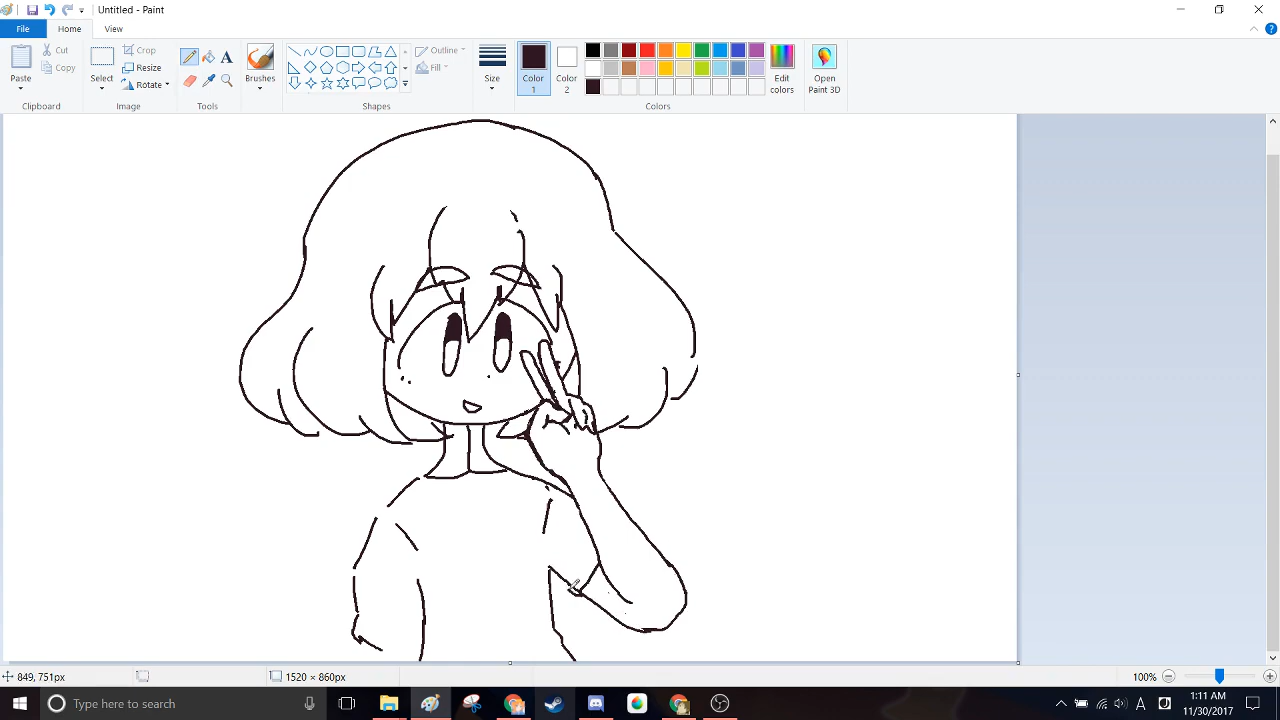 Untitled - Paint
File
Home
View
Paste
Cut
Copy
Clipboard
Select
Crop
Resize
Rotate
Image
A
Tools
Brushes
Shapes
Outline
Fill
Size
Color 1
Color 2
Colors
Edit colors
Open Paint 3D
849, 751px
1520 × 860px
100%
Type here to search
A
1:11 AM
11/30/2017